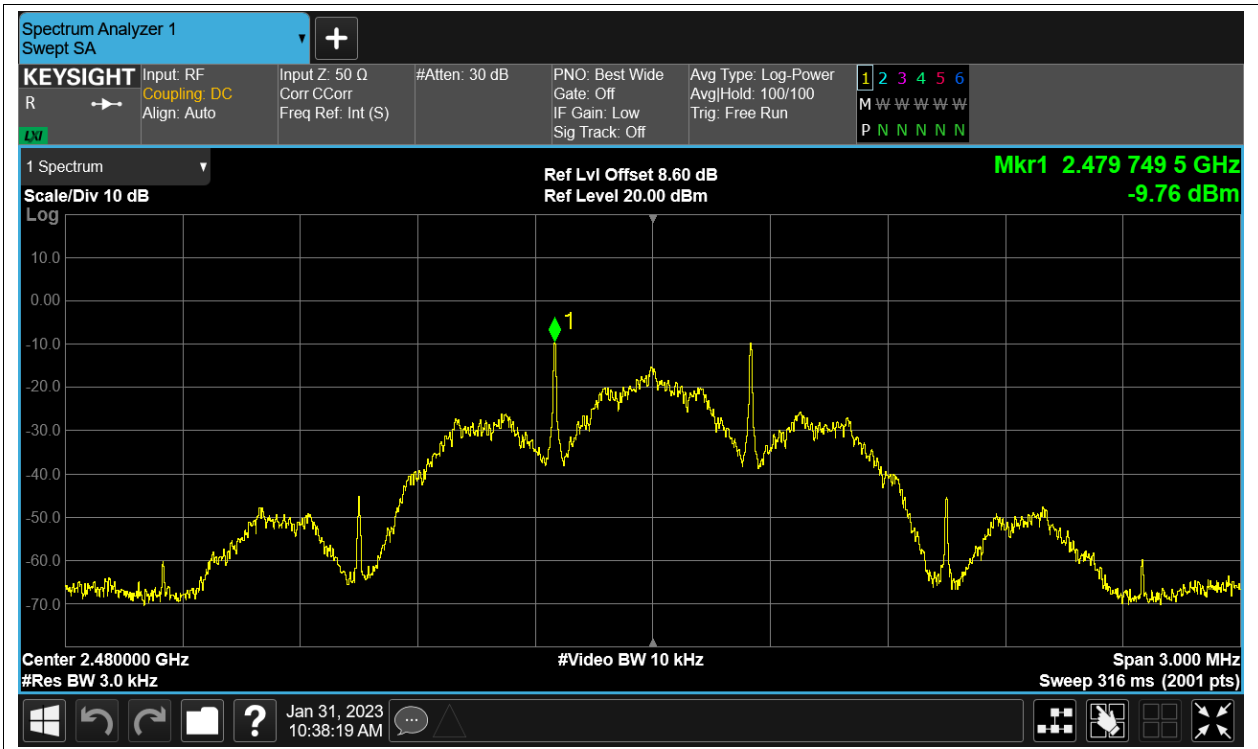 Spectrum Analyzer 1
Swept SA
+
KEYSIGHT
R
LXI
Input: RF
Coupling: DC
Align: Auto
Input Z: 50 Ω
Corr CCorr
Freq Ref: Int (S)
#Atten: 30 dB
PNO: Best Wide
Gate: Off
IF Gain: Low
Sig Track: Off
Avg Type: Log-Power
Avg|Hold: 100/100
Trig: Free Run
1 2 3 4 5 6
M W W W W W W
P N N N N N N
1 Spectrum
Scale/Div 10 dB
Log
Ref Lvl Offset 8.60 dB
Ref Level 20.00 dBm
Mkr1 2.479 749 5 GHz
-9.76 dBm
10.0
0.00
-10.0
-20.0
-30.0
-40.0
-50.0
-60.0
-70.0
1
Center 2.480000 GHz
#Res BW 3.0 kHz
#Video BW 10 kHz
Span 3.000 MHz
Sweep 316 ms (2001 pts)
?
Jan 31, 2023
10:38:19 AM